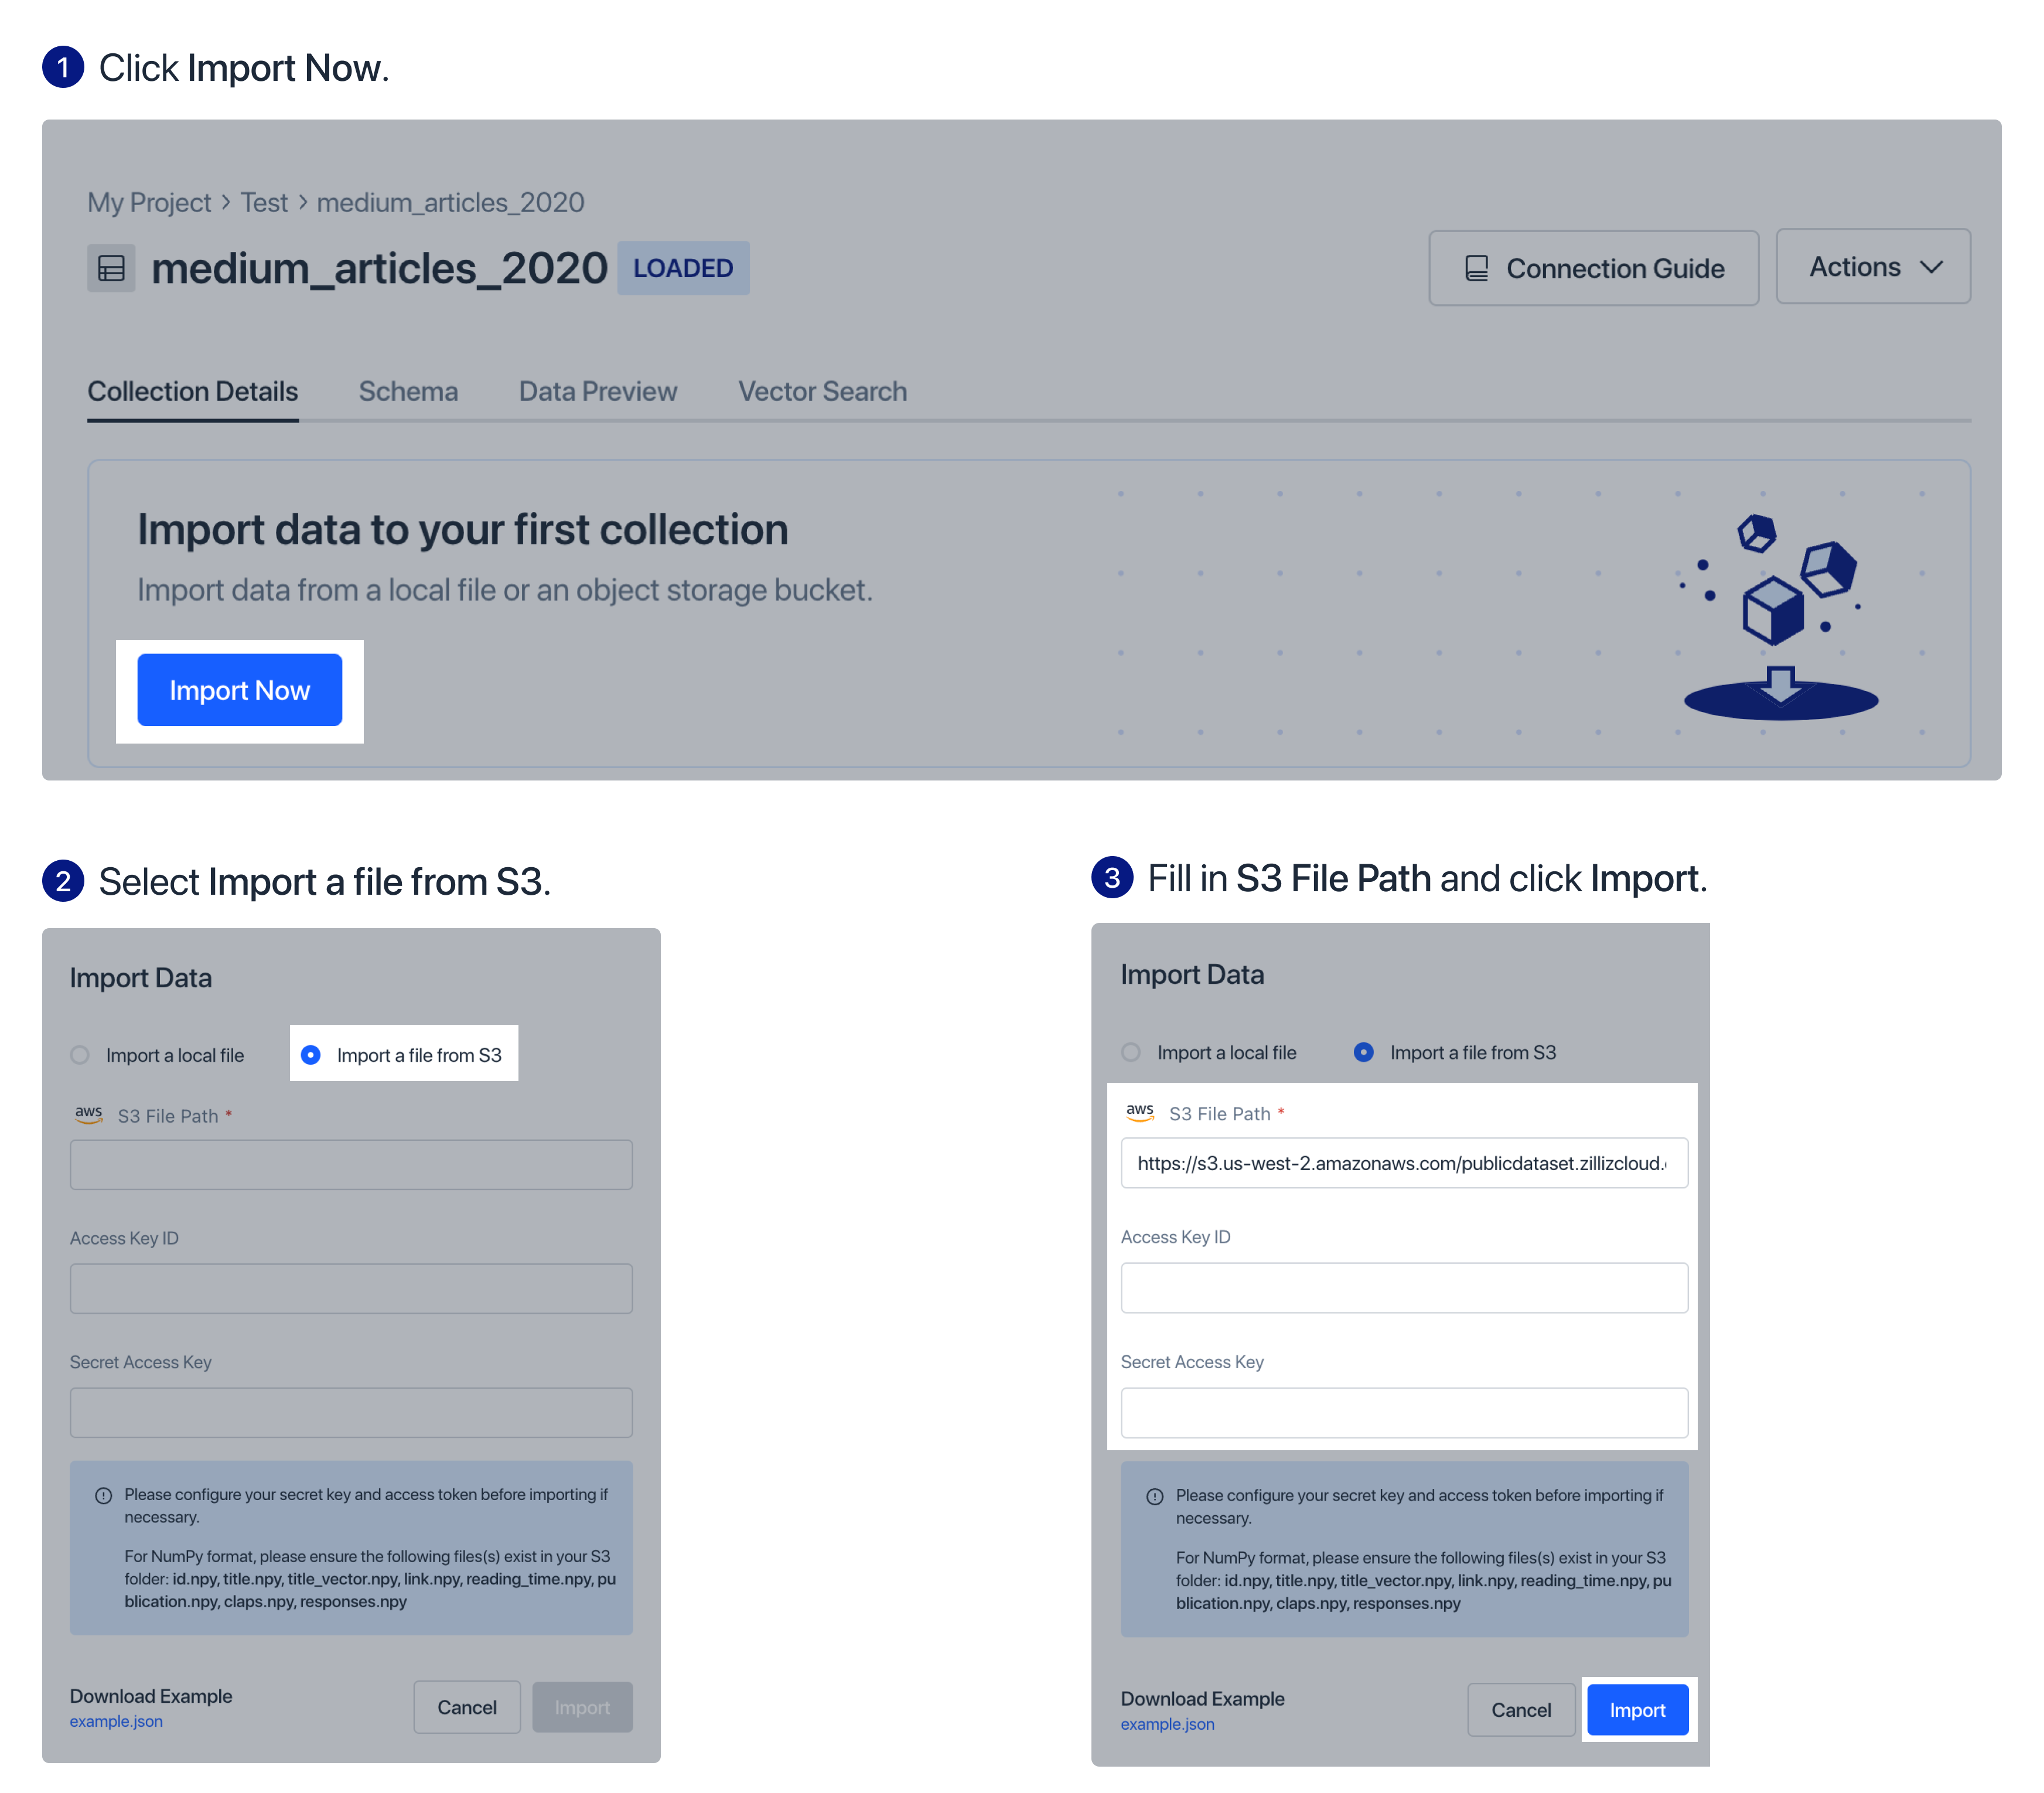 1 Click Import Now.
My Project > Test > medium_articles_2020
medium_articles_2020 LOADED
Connection Guide
Actions
Collection Details Schema Data Preview Vector Search
Import data to your first collection
Import data from a local file or an object storage bucket.
Import Now
2 Select Import a file from S3.
Import Data
Import a local file Import a file from S3
aws S3 File Path *
Access Key ID
Secret Access Key
Please configure your secret key and access token before importing if
necessary.
For NumPy format, please ensure the following files(s) exist in your S3
folder: id.npy, title.npy, title_vector.npy, link.npy, reading_time.npy, pu
blication.npy, claps.npy, responses.npy
Download Example
example.json
Cancel Import
3 Fill in S3 File Path and click Import.
Import Data
Import a local file Import a file from S3
aws S3 File Path *
https://s3.us-west-2.amazonaws.com/publicdataset.zillizcloud.
Access Key ID
Secret Access Key
Please configure your secret key and access token before importing if
necessary.
For NumPy format, please ensure the following files(s) exist in your S3
folder: id.npy, title.npy, title_vector.npy, link.npy, reading_time.npy, pu
blication.npy, claps.npy, responses.npy
Download Example
example.json
Cancel Import